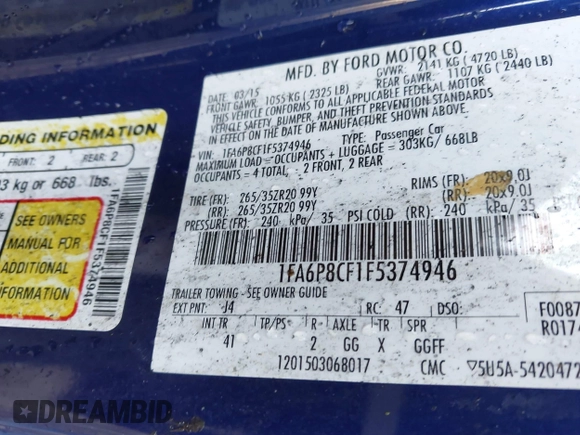 MFD. BY FORD MOTOR CO.
DATE: 03/15 GVWR: 2141 KG ( 4720 LB)
FRONT GAWR: 1055 KG ( 2325 LB) REAR GAWR: 1107 KG ( 2440 LB)
THIS VEHICLE CONFORMS TO ALL APPLICABLE FEDERAL MOTOR
VEHICLE SAFETY, BUMPER, AND THEFT PREVENTION STANDARDS
IN EFFECT ON THE DATE OF MANUFACTURE SHOWN ABOVE.
VIN: 1FA6P8CF1F5374946 TYPE: Passenger Car
MAXIMUM LOAD = OCCUPANTS + LUGGAGE = 303KG/ 668LB
OCCUPANTS = 4 TOTAL, - 2 FRONT, 2 REAR
TIRE (FR): 265/35ZR20 99Y RIMS (FR): 20x9.0J
(RR): 265/35ZR20 99Y (RR): 20x9.0J
PRESSURE (FR): 240 kPa/ 35 PSI COLD (RR): 240 kPa/ 35
1FA6P8CF1F5374946
TRAILER TOWING - SEE OWNER GUIDE
EXT PNT: J4 RC: 47 DSO: F0087
INT TR TP/PS R AXLE TR SPR R0174
41 2 GG X GGFF
1201503068017 CMC ▽5U5A-5420472
DING INFORMATION
FRONT: 2 REAR: 2
03 kg or 668 lbs.
SEE OWNERS
MANUAL FOR
ADDITIONAL
INFORMATION
1FA6P8CF1F5374946
DREAMBID